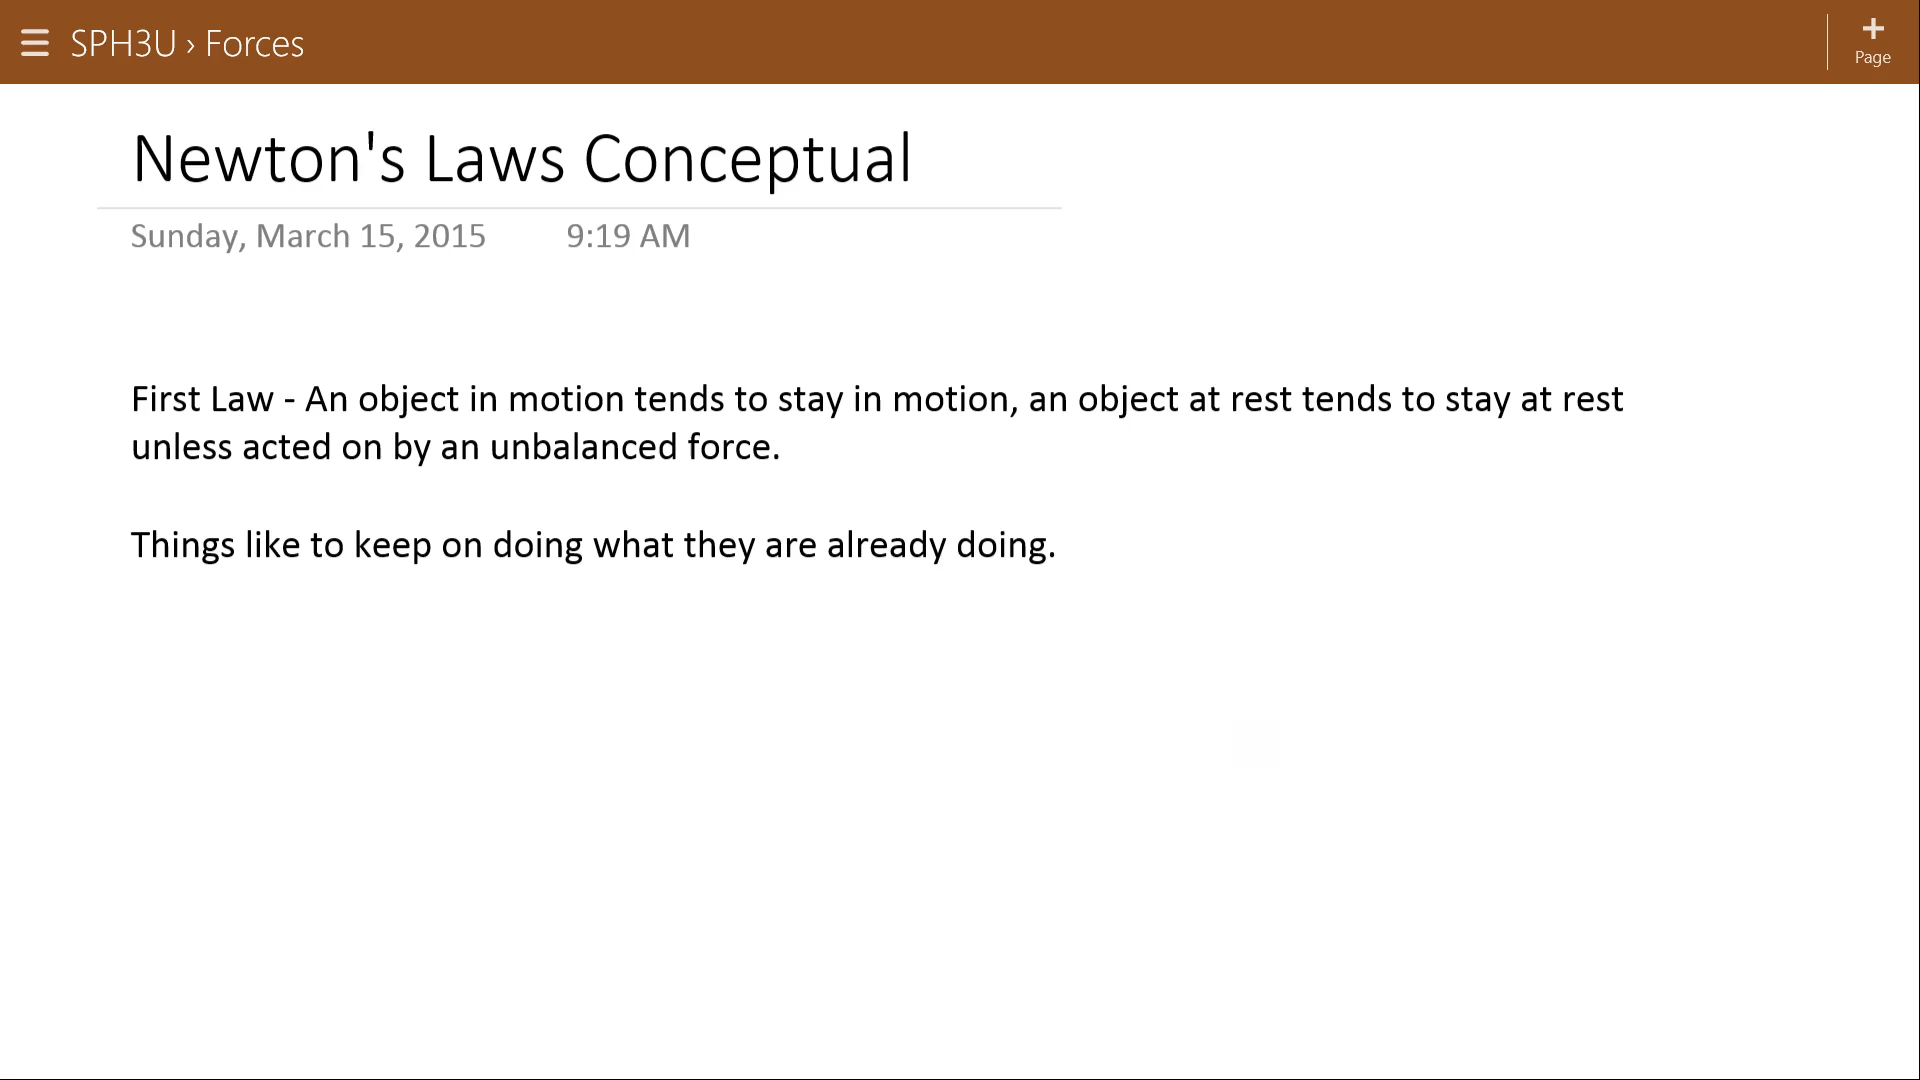 SPH3U › Forces
Page
Newton's Laws Conceptual
Sunday, March 15, 2015 9:19 AM
First Law - An object in motion tends to stay in motion, an object at rest tends to stay at rest
unless acted on by an unbalanced force.
Things like to keep on doing what they are already doing.